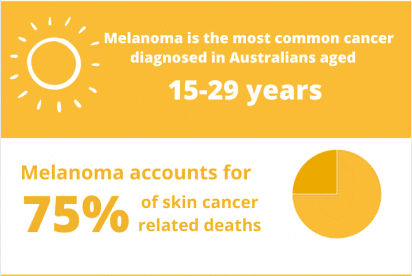 Melanoma is the most common cancer
diagnosed in Australians aged
15-29 years
Melanoma accounts for
75% of skin cancer
related deaths